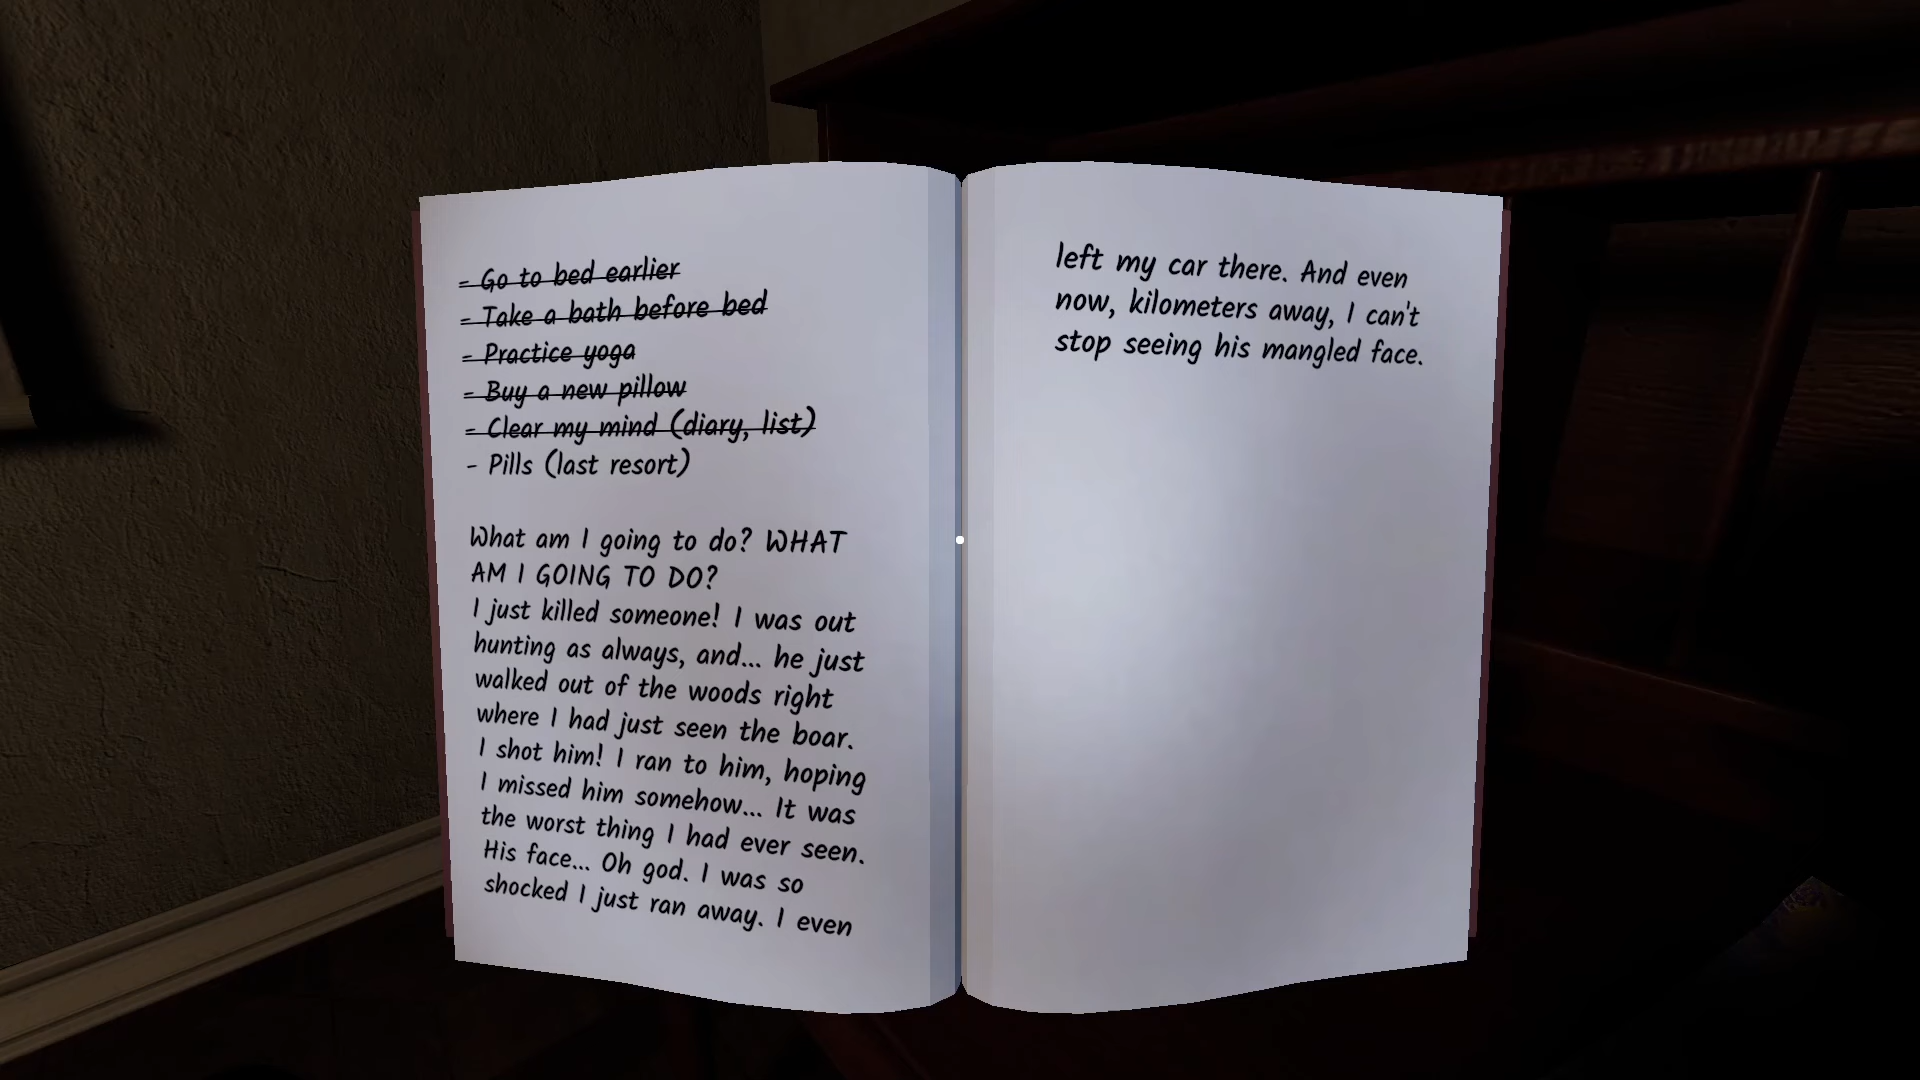 - Go to bed earlier
- Take a bath before bed
- Practice yoga
- Buy a new pillow
- Clear my mind (diary, list)
- Pills (last resort)
What am I going to do? WHAT
AM I GOING TO DO?
I just killed someone! I was out
hunting as always, and... he just
walked out of the woods right
where I had just seen the boar.
I shot him! I ran to him, hoping
I missed him somehow... It was
the worst thing I had ever seen.
His face... Oh god. I was so
shocked I just ran away. I even
left my car there. And even
now, kilometers away, I can't
stop seeing his mangled face.